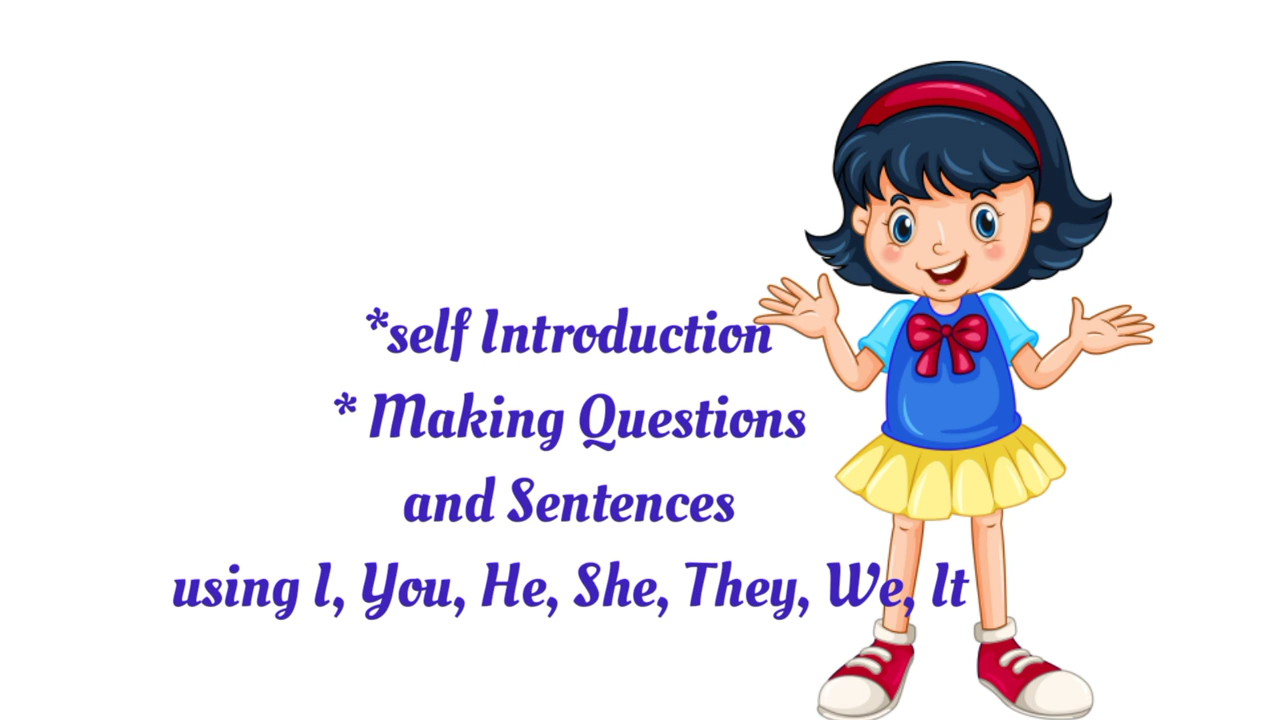 *self Introduction
* Making Questions
and Sentences
using I, You, He, She, They, We, It